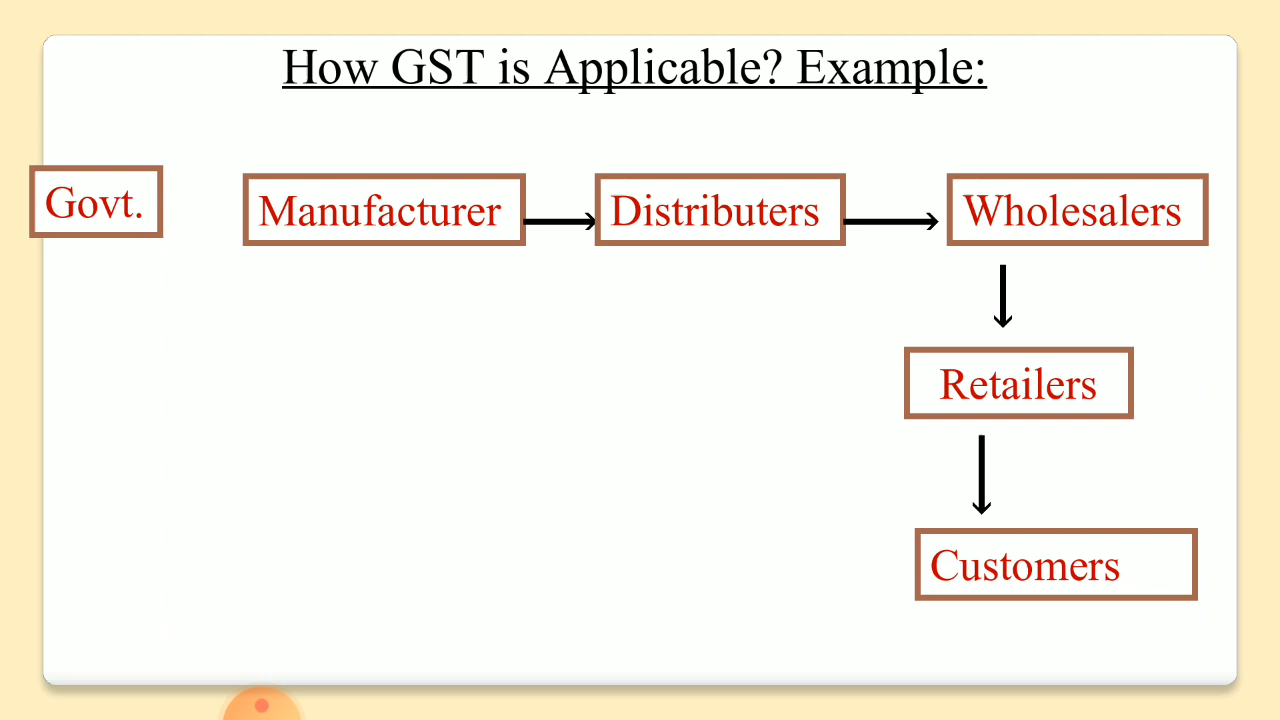 How GST is Applicable? Example:
Govt.
Manufacturer
Distributers
Wholesalers
Retailers
Customers